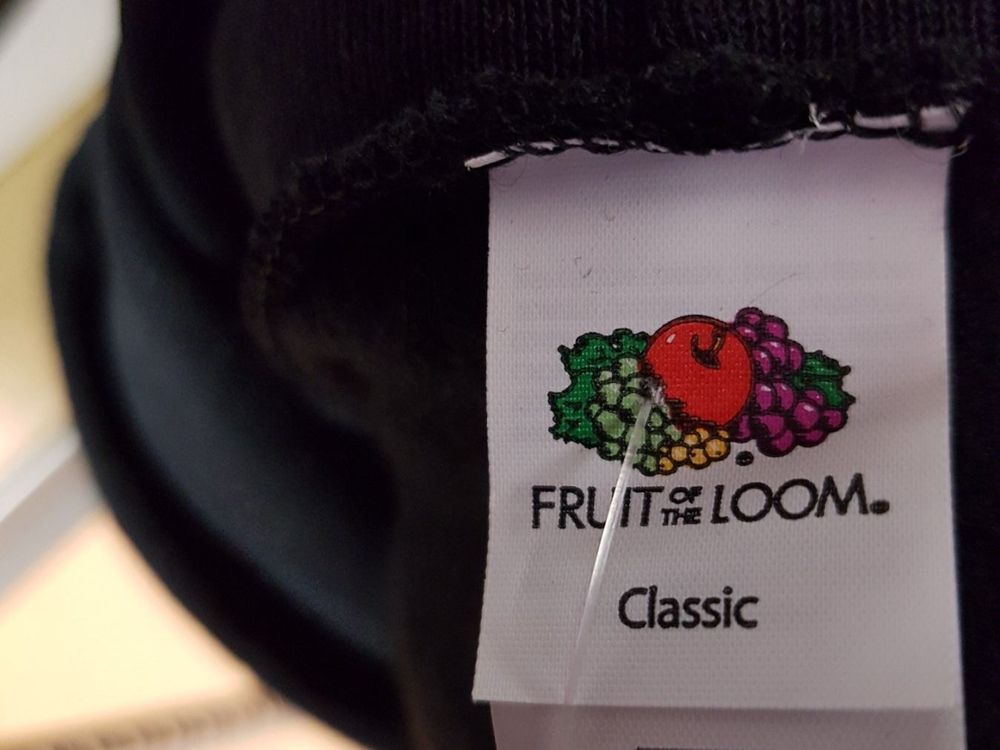 FRUIT OF THE LOOM.
Classic